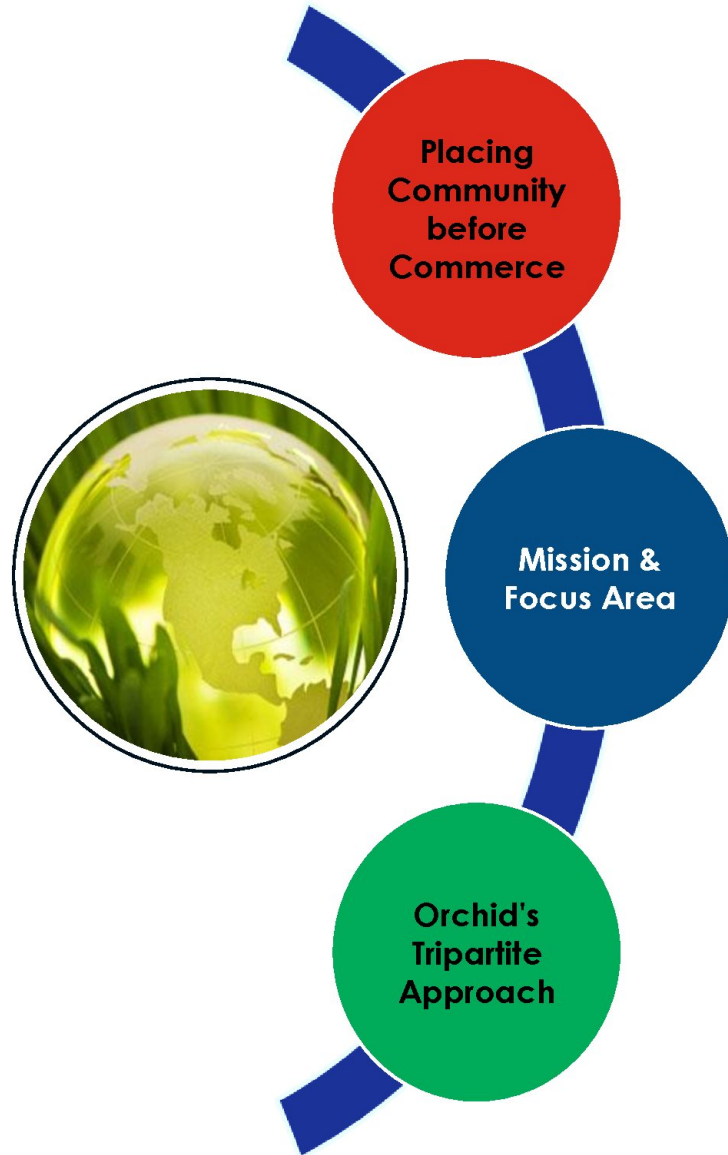 Placing
Community
before
Commerce
Mission &
Focus Area
Orchid's
Tripartite
Approach